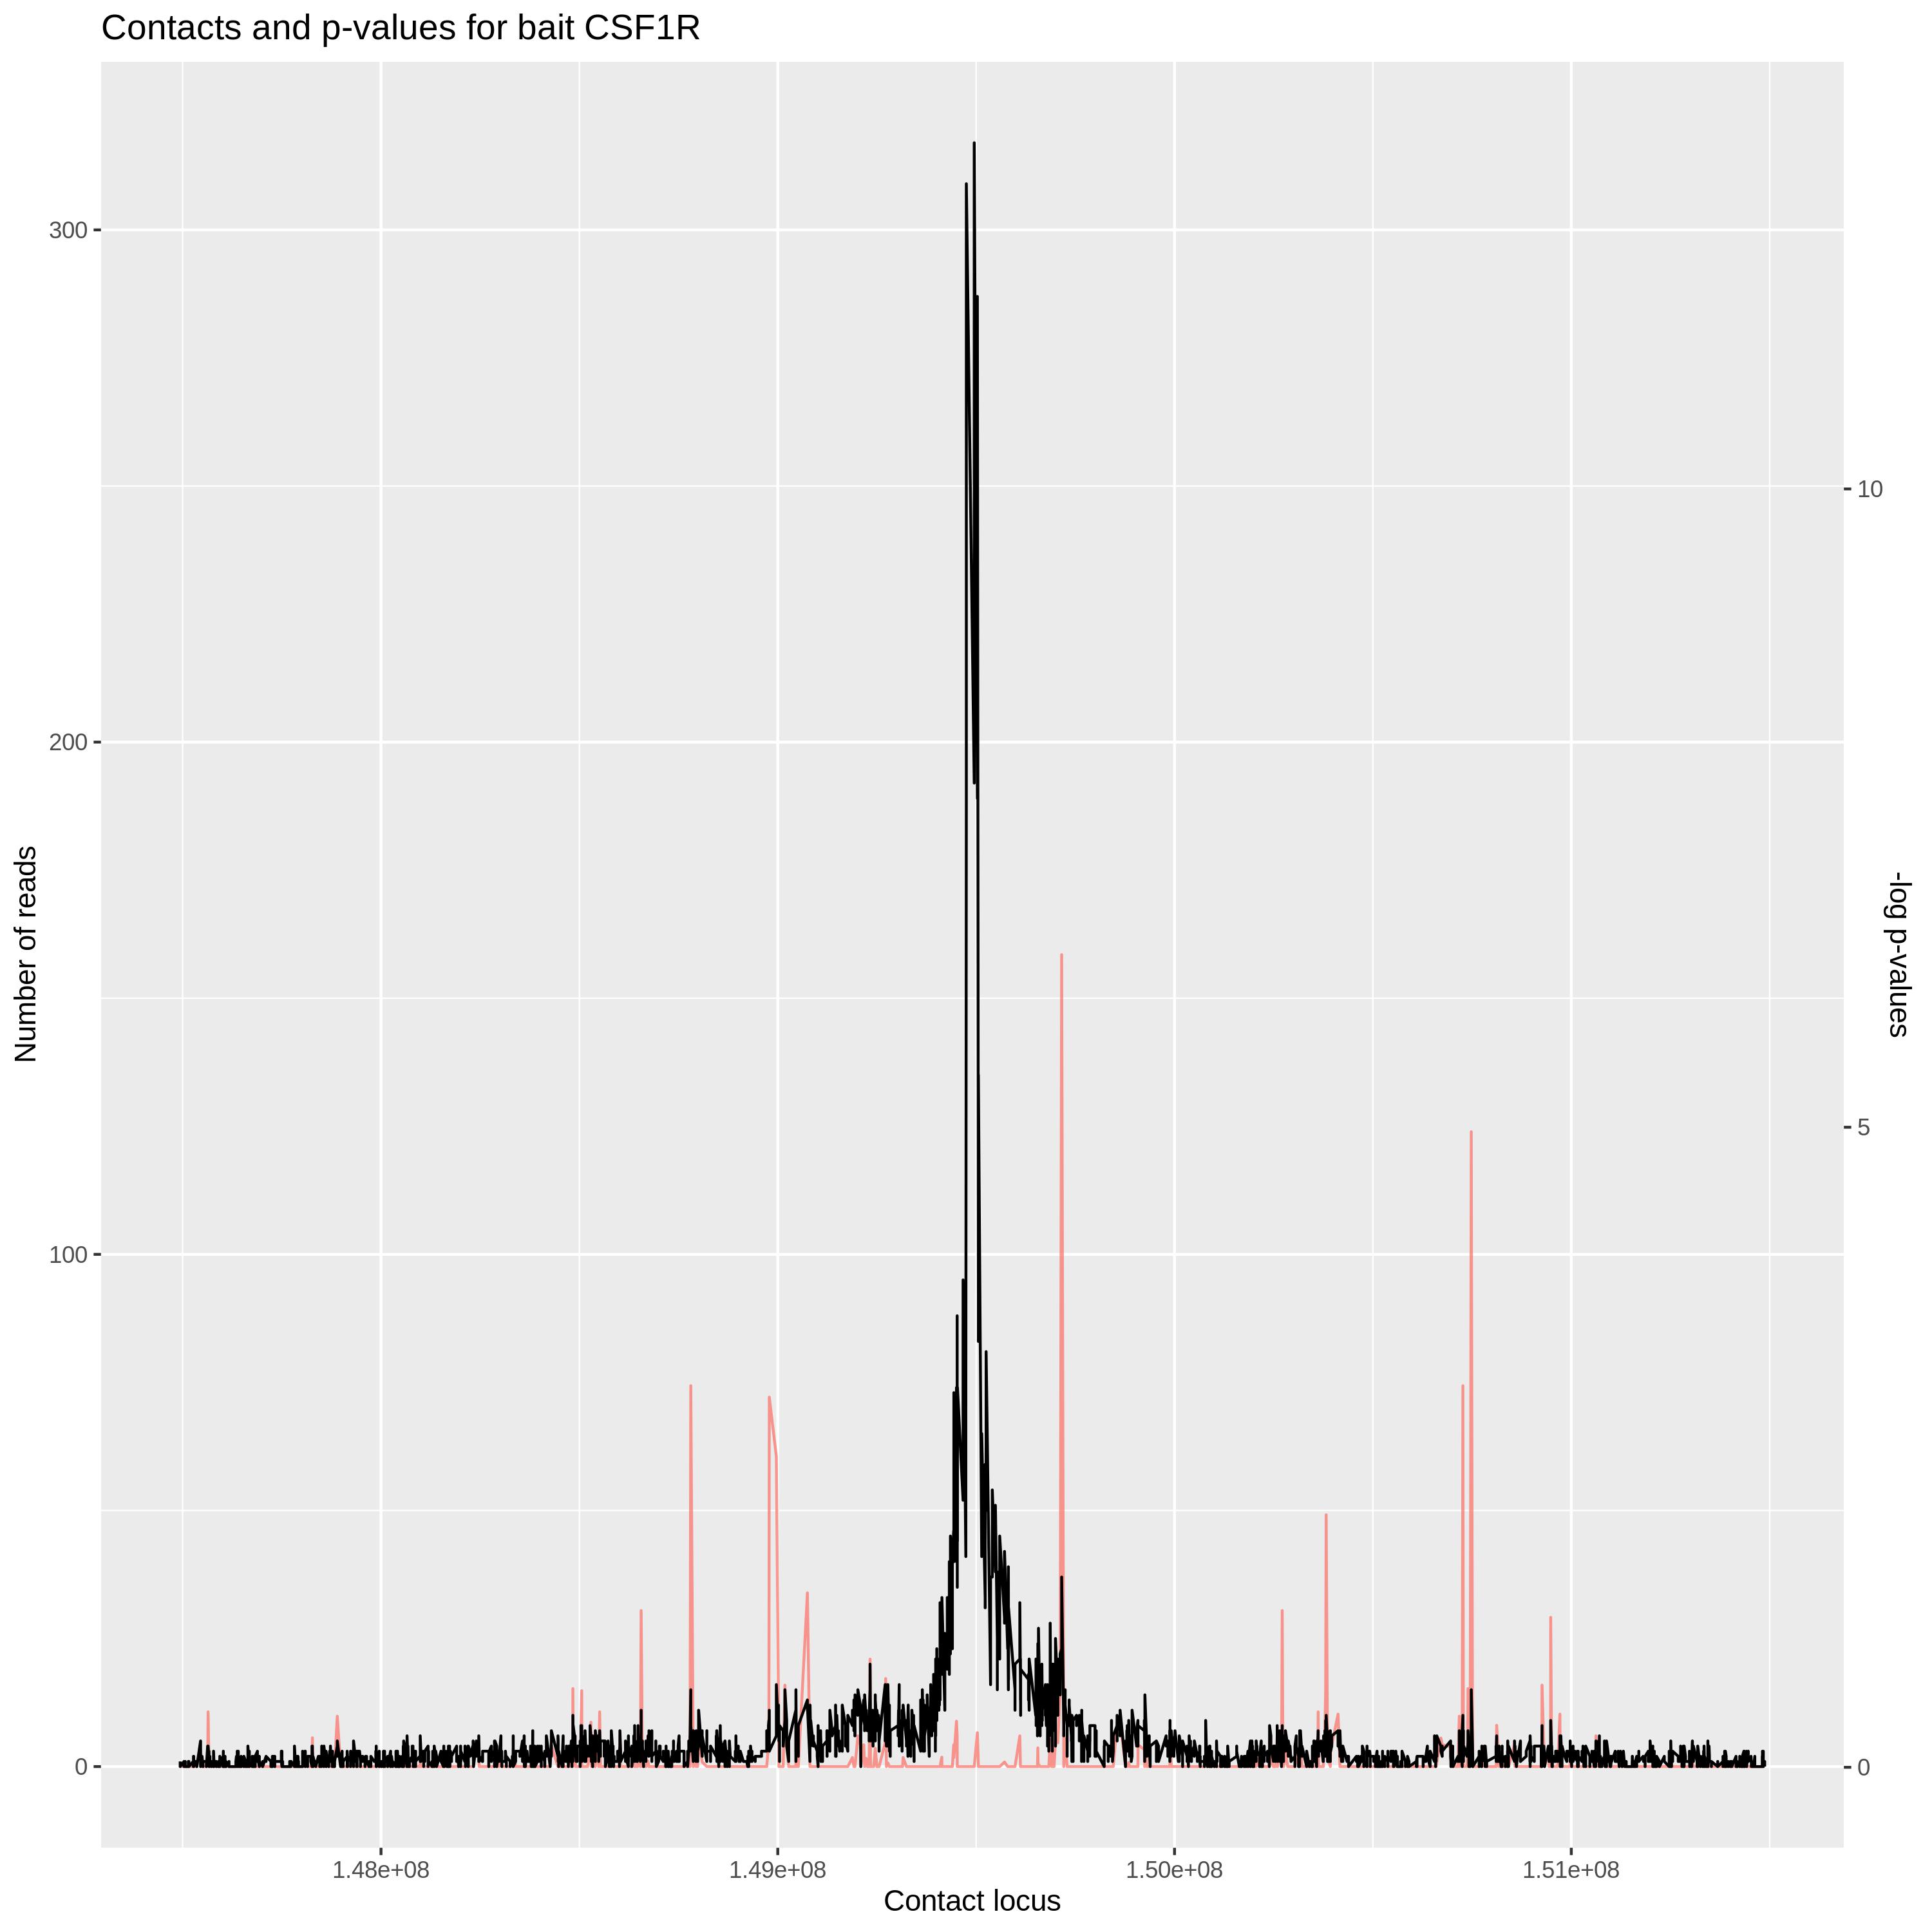 Contacts and p-values for bait CSF1R
300
200
100
0
10
5
0
Number of reads
-log p-values
1.48e+08
1.49e+08
1.50e+08
1.51e+08
Contact locus